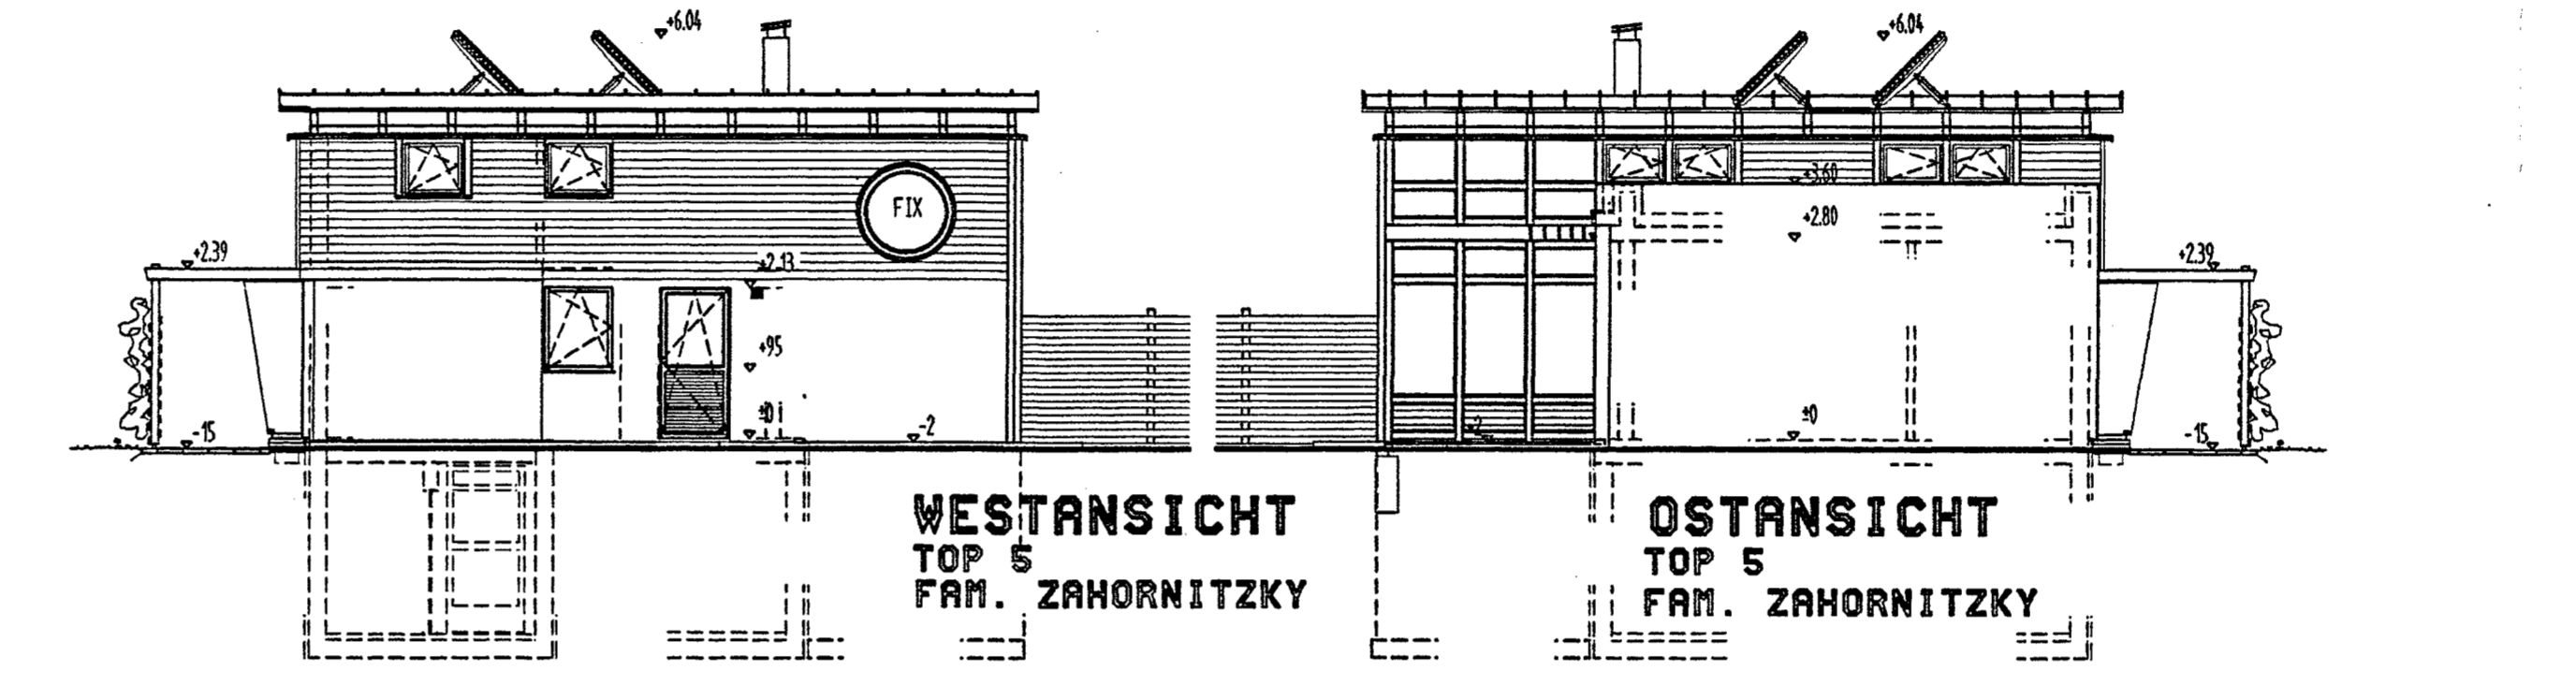 +6.04
+6.04
+3.60
FIX
+2.80
+2.39
+2.13
+2.39
+95
±0
±0
-15
-2
-2
-15
WESTANSICHT
TOP 5
FAM. ZAHORNITZKY
OSTANSICHT
TOP 5
FAM. ZAHORNITZKY